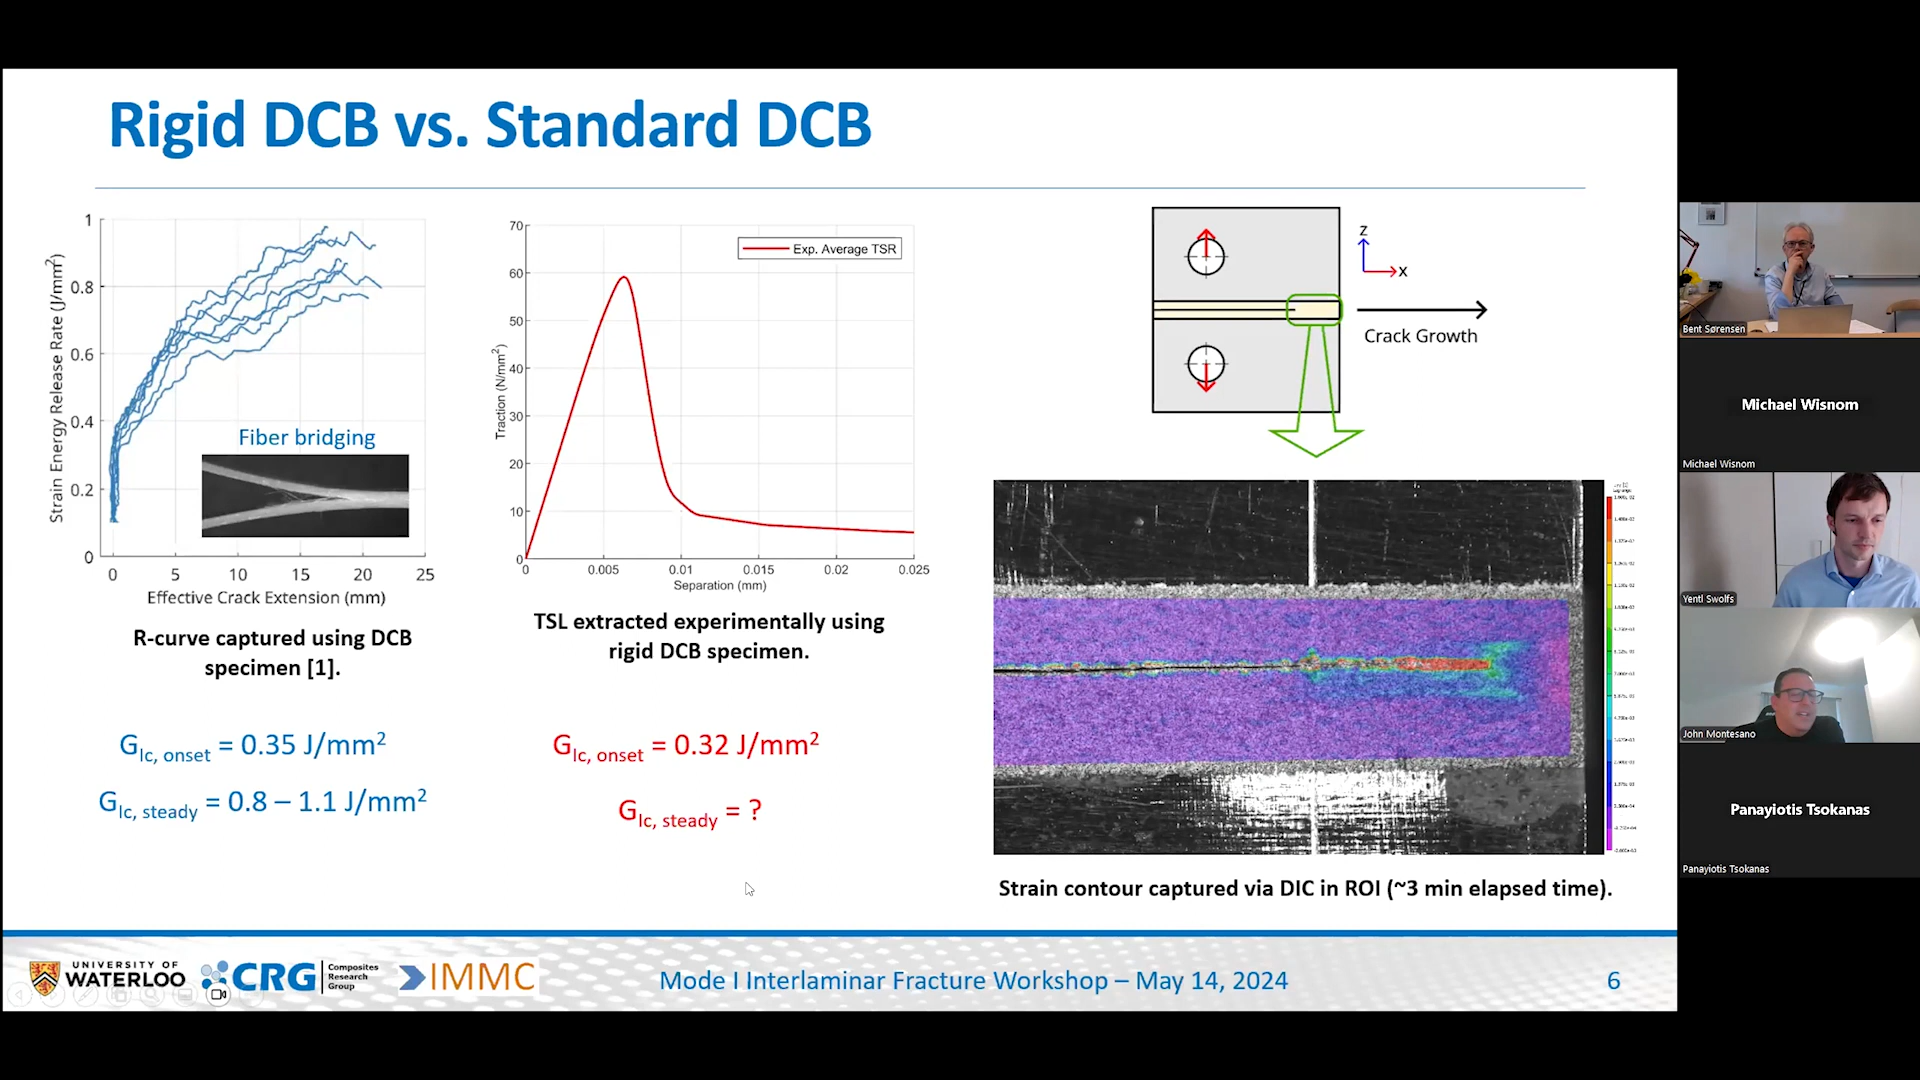 Rigid DCB vs. Standard DCB
Strain Energy Release Rate (J/mm²)
1
0.8
0.6
0.4
0.2
0
0 5 10 15 20 25
Fiber bridging
Effective Crack Extension (mm)
R-curve captured using DCB
specimen [1].
G_Ic, onset = 0.35 J/mm²
G_Ic, steady = 0.8 – 1.1 J/mm²
Traction (N/mm²)
70
60
50
40
30
20
10
0
0 0.005 0.01 0.015 0.02 0.025
Exp. Average TSR
Separation (mm)
TSL extracted experimentally using
rigid DCB specimen.
G_Ic, onset = 0.32 J/mm²
G_Ic, steady = ?
z
x
Crack Growth
Strain contour captured via DIC in ROI (~3 min elapsed time).
UNIVERSITY OF
WATERLOO
CRG
Composites
Research
Group
IMMC
Mode I Interlaminar Fracture Workshop – May 14, 2024
6
Bent Sørensen
Michael Wisnom
Michael Wisnom
Yentl Swolfs
John Montesano
Panayiotis Tsokanas
Panayiotis Tsokanas